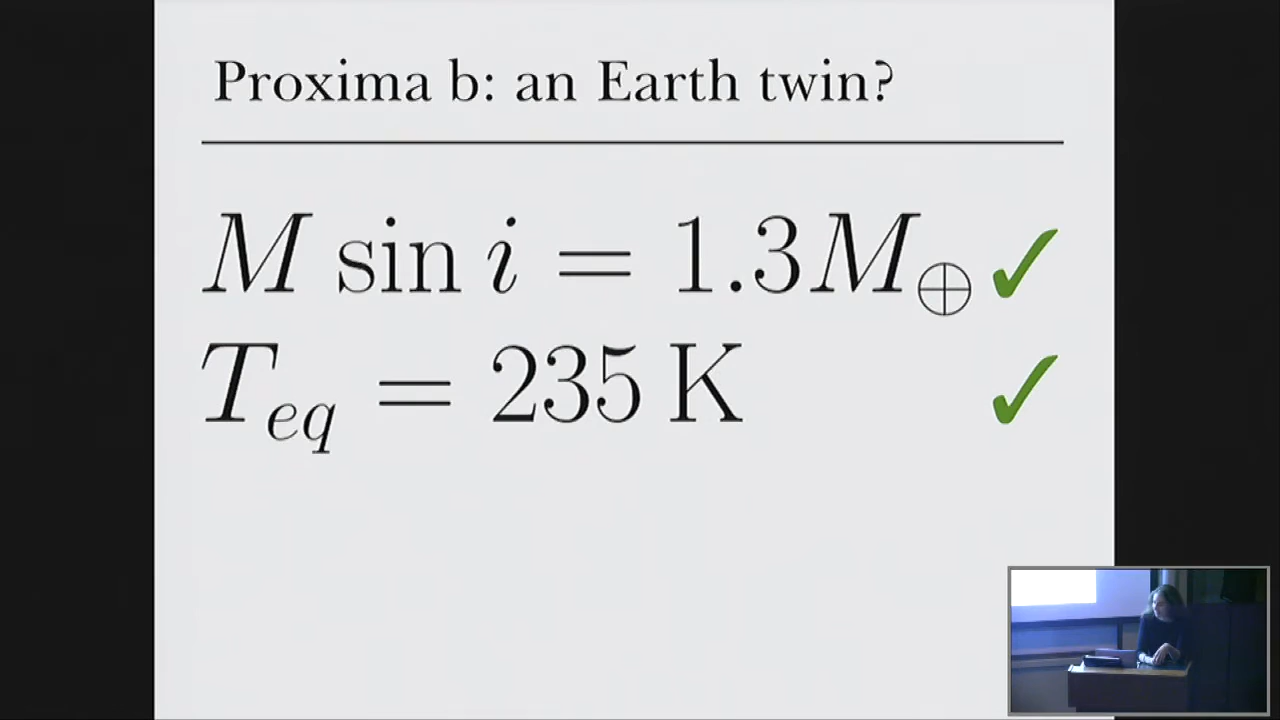 Proxima b: an Earth twin?
M sin i = 1.3M⊕ ✓
T_eq = 235 K ✓